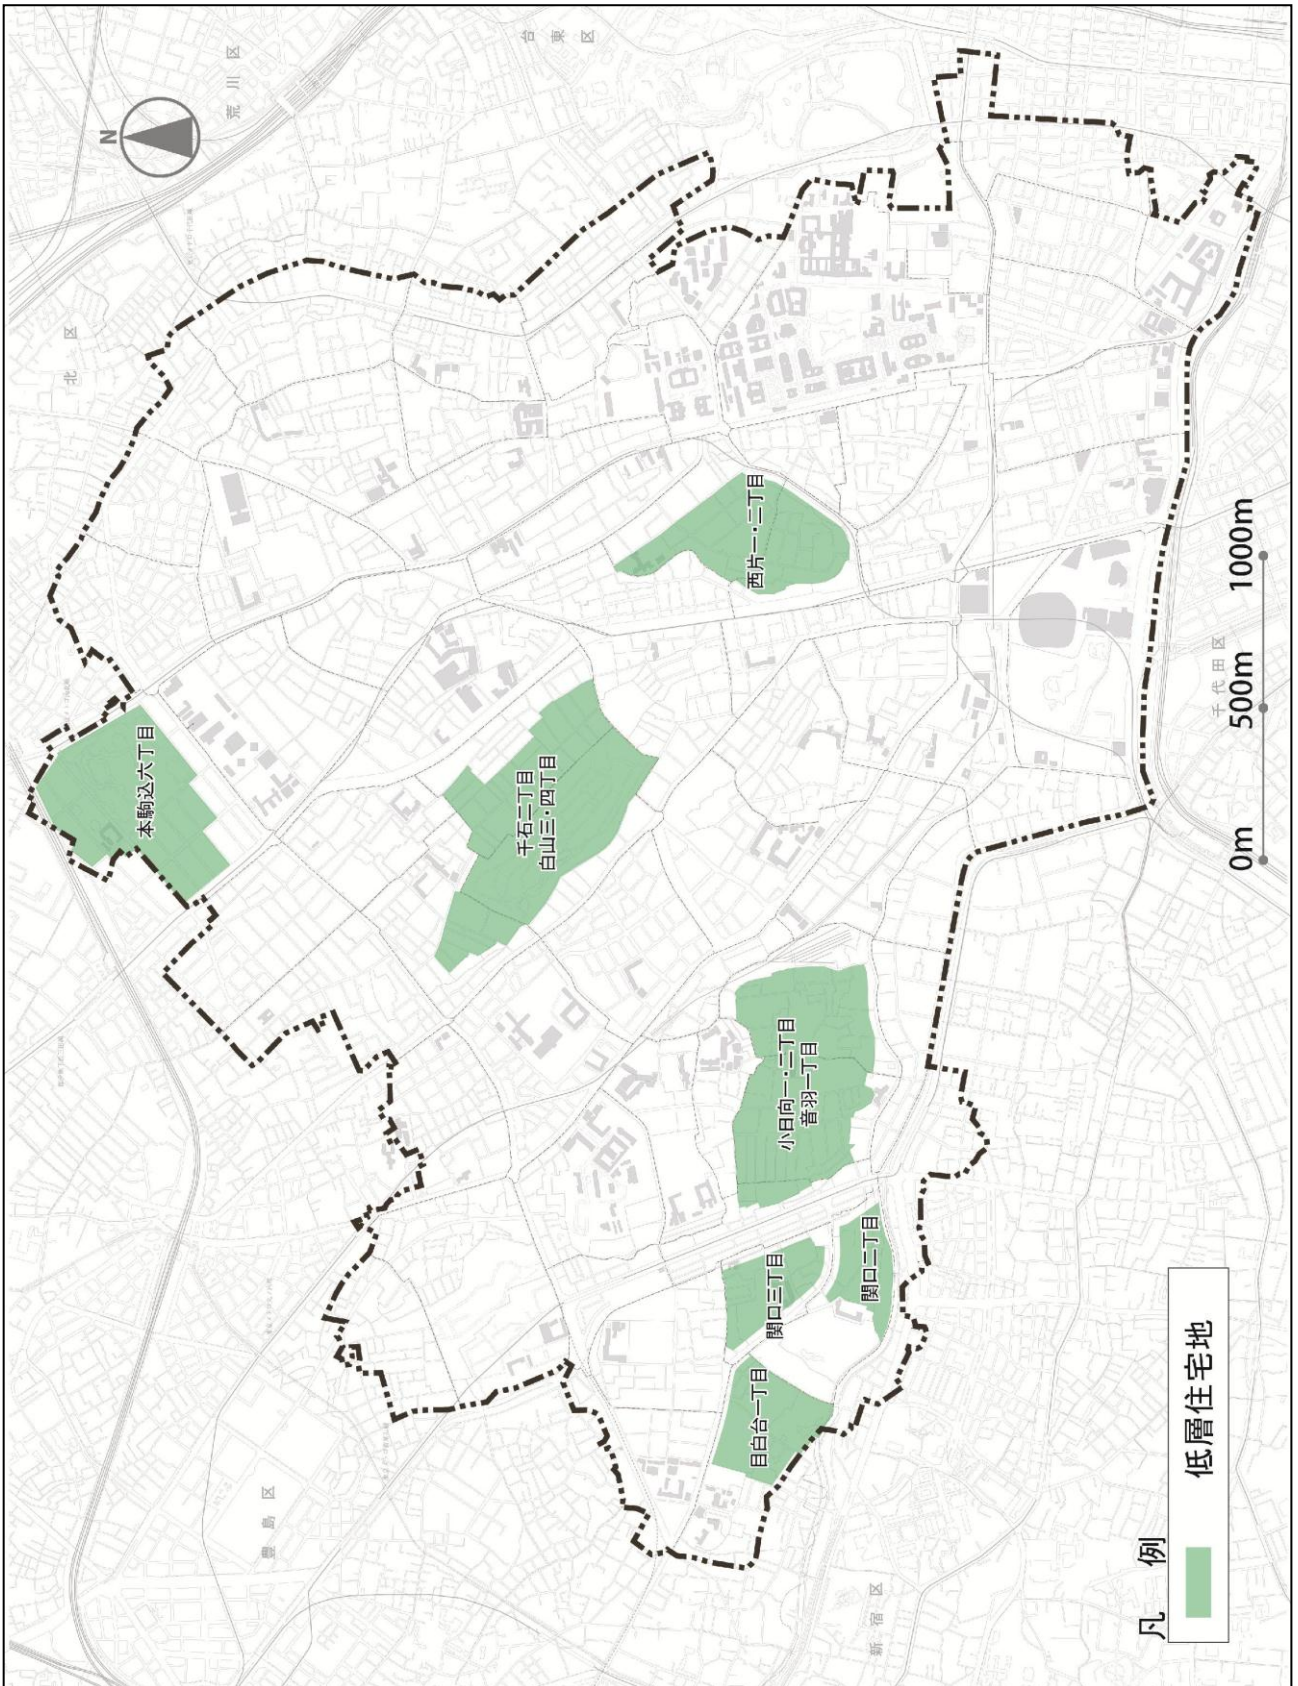 N
荒川区
台東区
北区
本駒込六丁目
千石二丁目
白山三・四丁目
西片一・二丁目
小日向一・二丁目
音羽一丁目
関口三丁目
関口二丁目
目白台一丁目
豊島区
新宿区
千代田区
0m 500m 1000m
凡例
低層住宅地